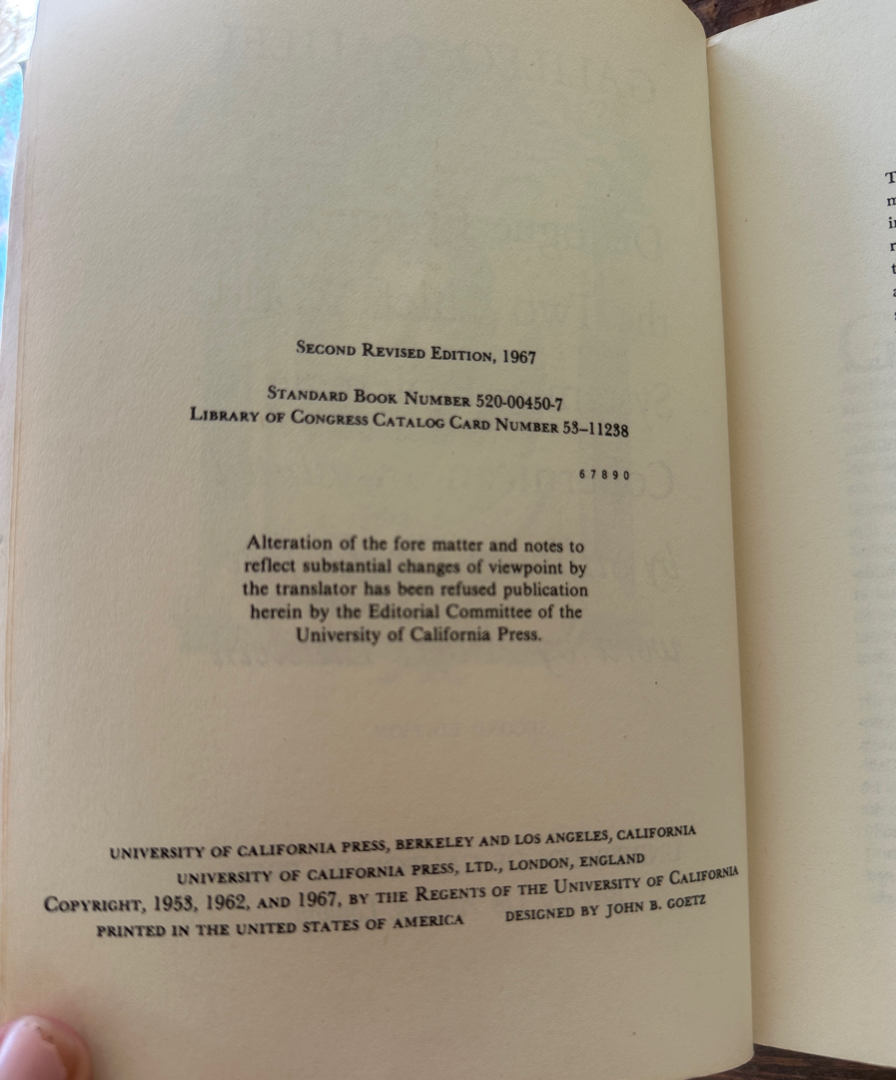 SECOND REVISED EDITION, 1967
STANDARD BOOK NUMBER 520-00450-7
LIBRARY OF CONGRESS CATALOG CARD NUMBER 53–11238
6 7 8 9 0
Alteration of the fore matter and notes to
reflect substantial changes of viewpoint by
the translator has been refused publication
herein by the Editorial Committee of the
University of California Press.
UNIVERSITY OF CALIFORNIA PRESS, BERKELEY AND LOS ANGELES, CALIFORNIA
UNIVERSITY OF CALIFORNIA PRESS, LTD., LONDON, ENGLAND
COPYRIGHT, 1953, 1962, AND 1967, BY THE REGENTS OF THE UNIVERSITY OF CALIFORNIA
PRINTED IN THE UNITED STATES OF AMERICA DESIGNED BY JOHN B. GOETZ